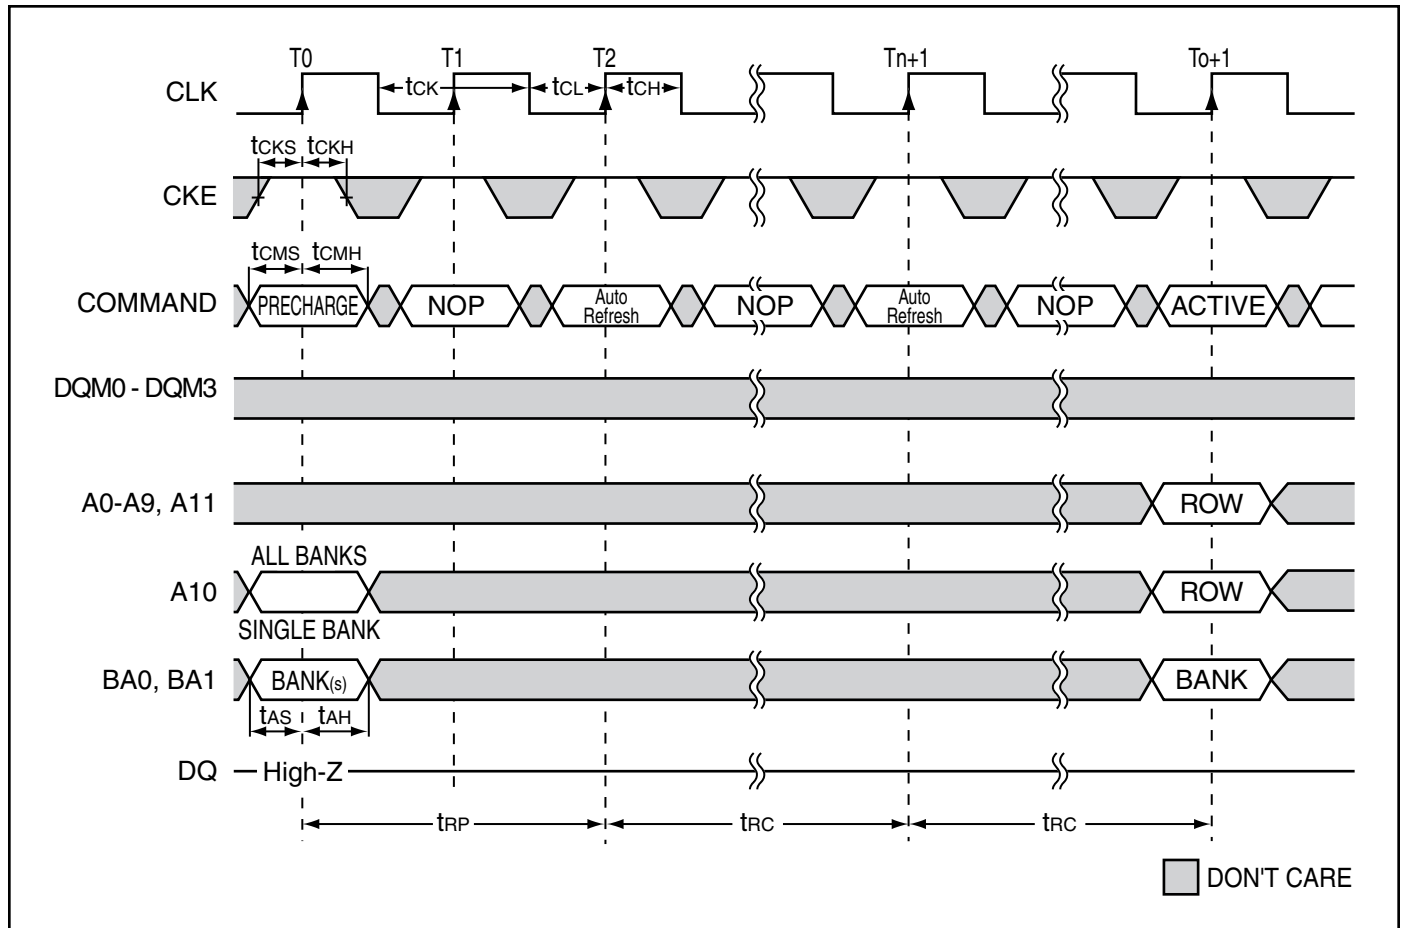 T0 T1 T2 Tn+1 To+1
CLK tCK tCL tCH
tCKS tCKH
CKE
tCMS tCMH
COMMAND PRECHARGE NOP Auto Refresh NOP Auto Refresh NOP ACTIVE
DQM0 - DQM3
A0-A9, A11 ROW
ALL BANKS
A10 ROW
SINGLE BANK
BA0, BA1 BANK(s) BANK
tAS tAH
DQ High-Z
tRP tRC tRC
DON'T CARE